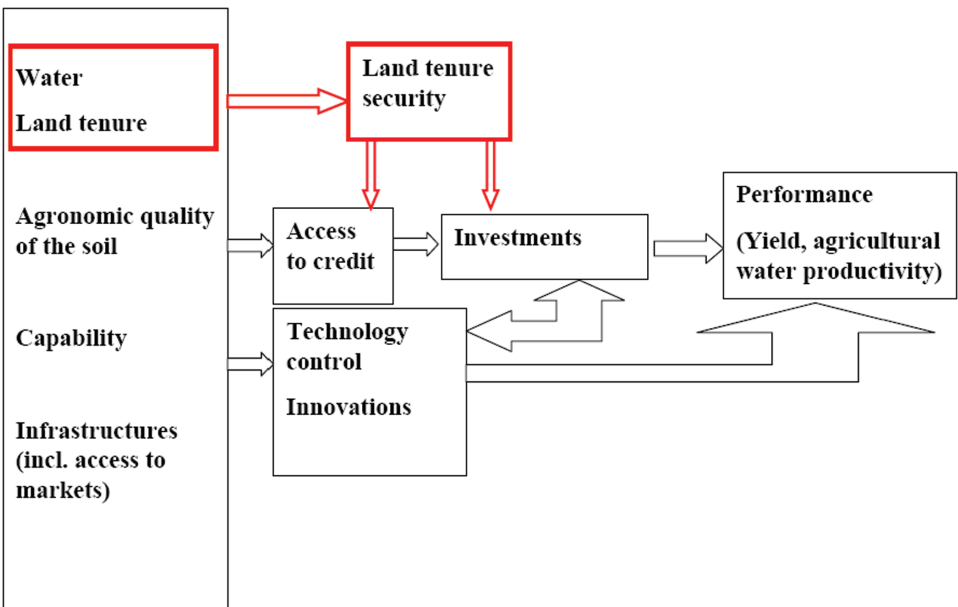 Water
Land tenure
Agronomic quality
of the soil
Capability
Infrastructures
(incl. access to
markets)
Land tenure
security
Access
to credit
Investments
Technology
control
Innovations
Performance
(Yield, agricultural
water productivity)